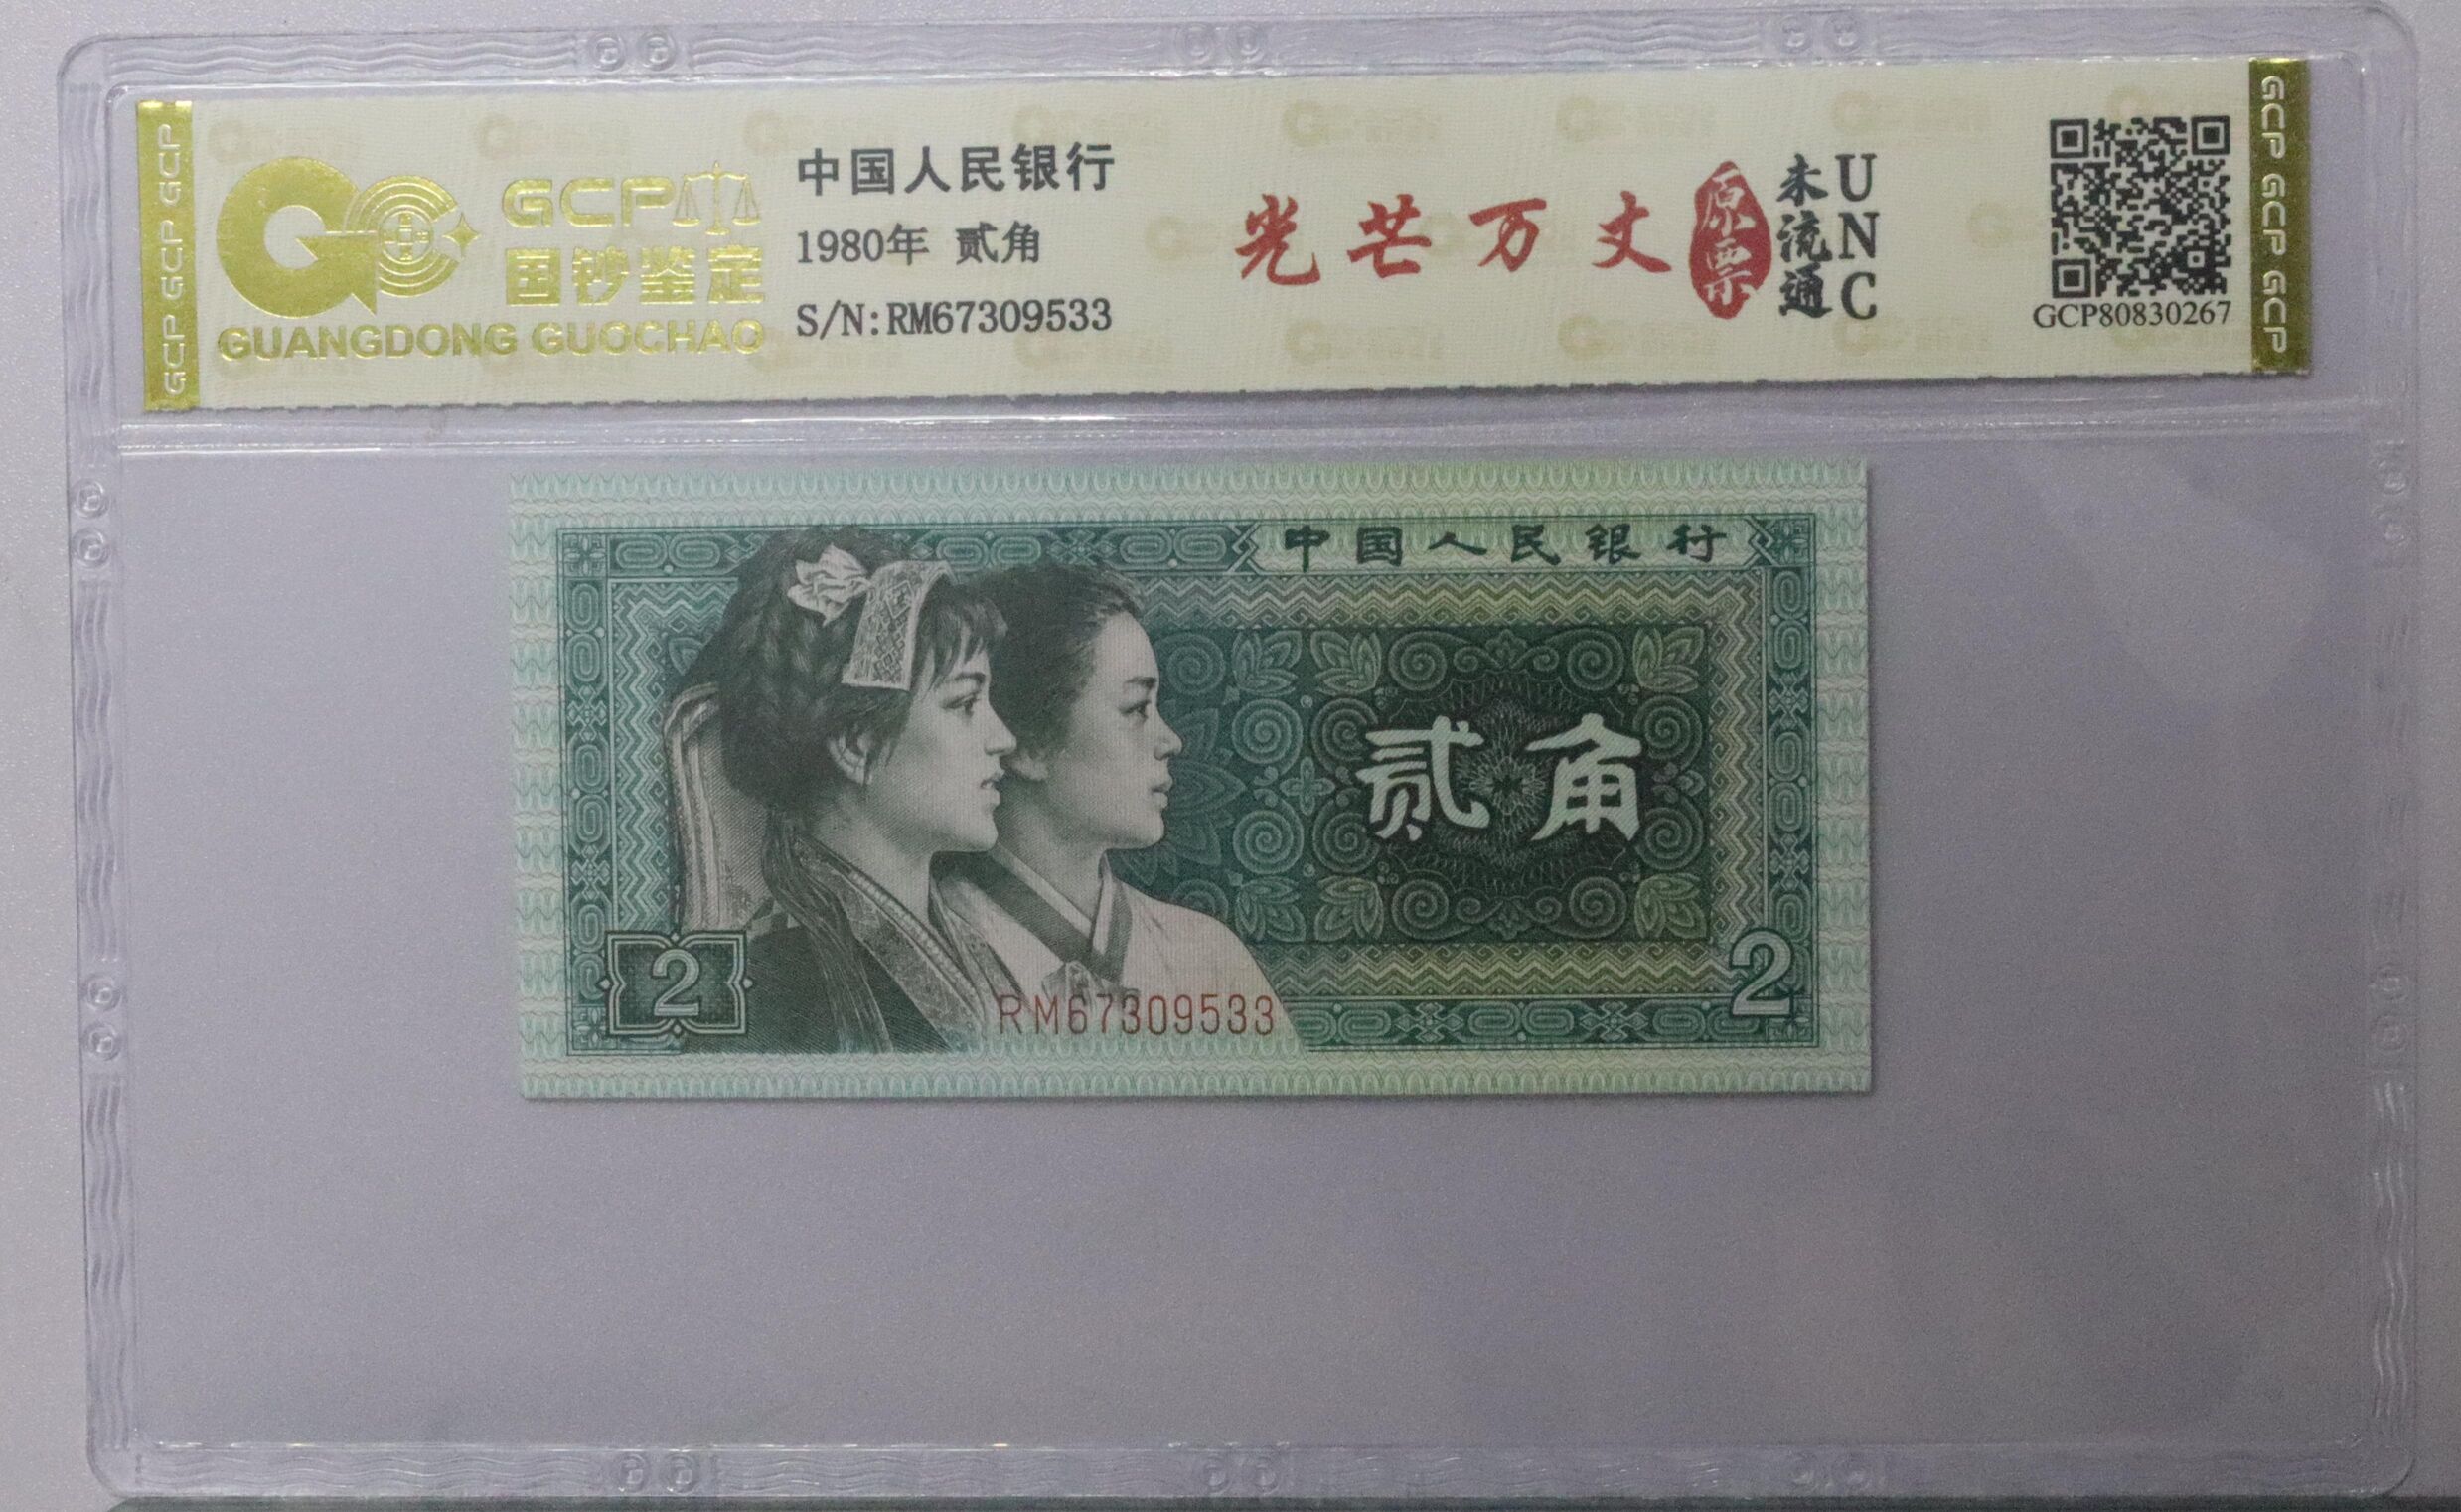 GCP GCP GCP
GCP
国钞鉴定
GUANGDONG GUOCHAO
中国人民银行
1980年 贰角
S/N:RM67309533
光芒万丈
原票
未流通
UNC
GCP80830267
GCP GCP GCP GCP
中国人民银行
贰角
2
RM67309533
2